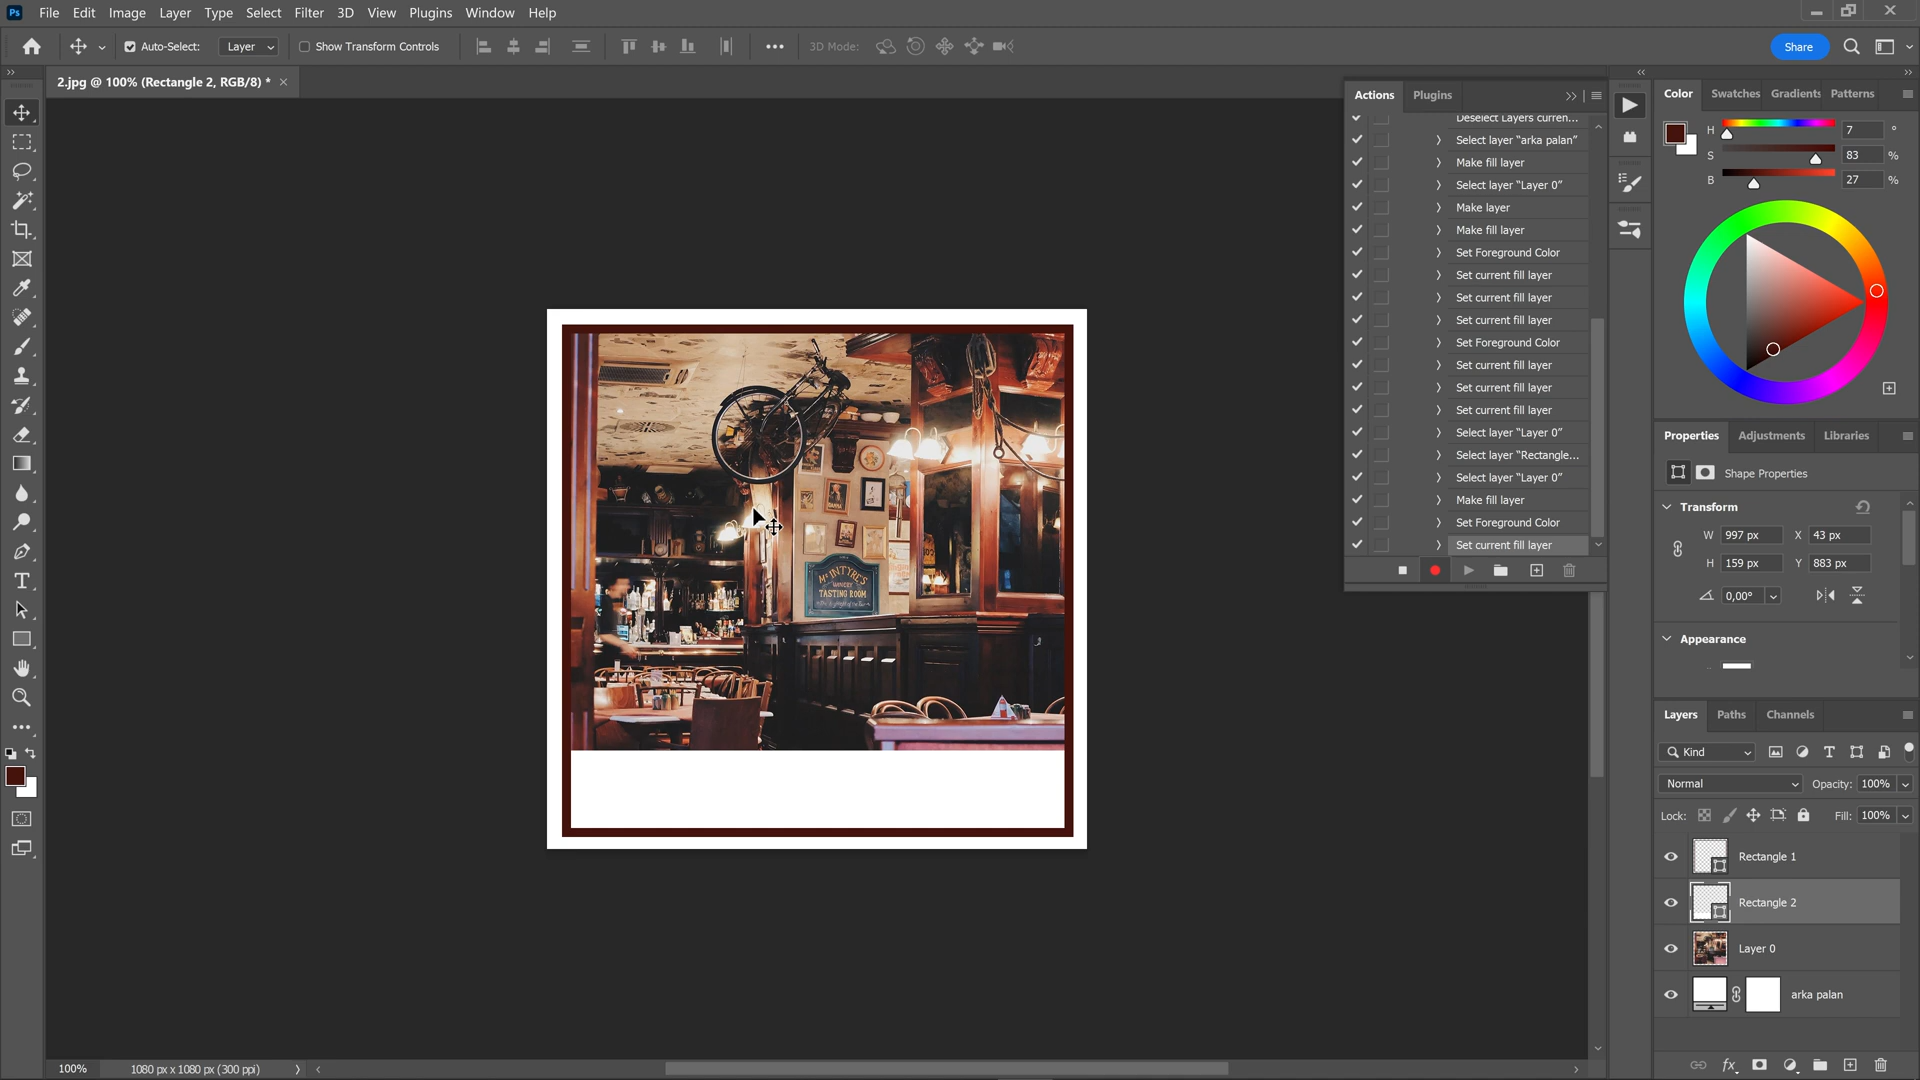 Ps File Edit Image Layer Type Select Filter 3D View Plugins Window Help
Auto-Select: Layer Show Transform Controls 3D Mode: Share
2.jpg @ 100% (Rectangle 2, RGB/8) *
Actions Plugins
Deselect Layers curren...
Select layer “arka palan”
Make fill layer
Select layer “Layer 0”
Make layer
Make fill layer
Set Foreground Color
Set current fill layer
Set current fill layer
Set current fill layer
Set Foreground Color
Set current fill layer
Set current fill layer
Set current fill layer
Select layer “Layer 0”
Select layer “Rectangle...
Select layer “Layer 0”
Make fill layer
Set Foreground Color
Set current fill layer
Color Swatches Gradients Patterns
H 7 °
S 83 %
B 27 %
Properties Adjustments Libraries
Shape Properties
Transform
W 997 px X 43 px
H 159 px Y 883 px
0,00°
Appearance
Layers Paths Channels
Kind
Normal Opacity: 100%
Lock: Fill: 100%
Rectangle 1
Rectangle 2
Layer 0
arka palan
McINTYRE'S
WINERY
TASTING ROOM
100% 1080 px x 1080 px (300 ppi)